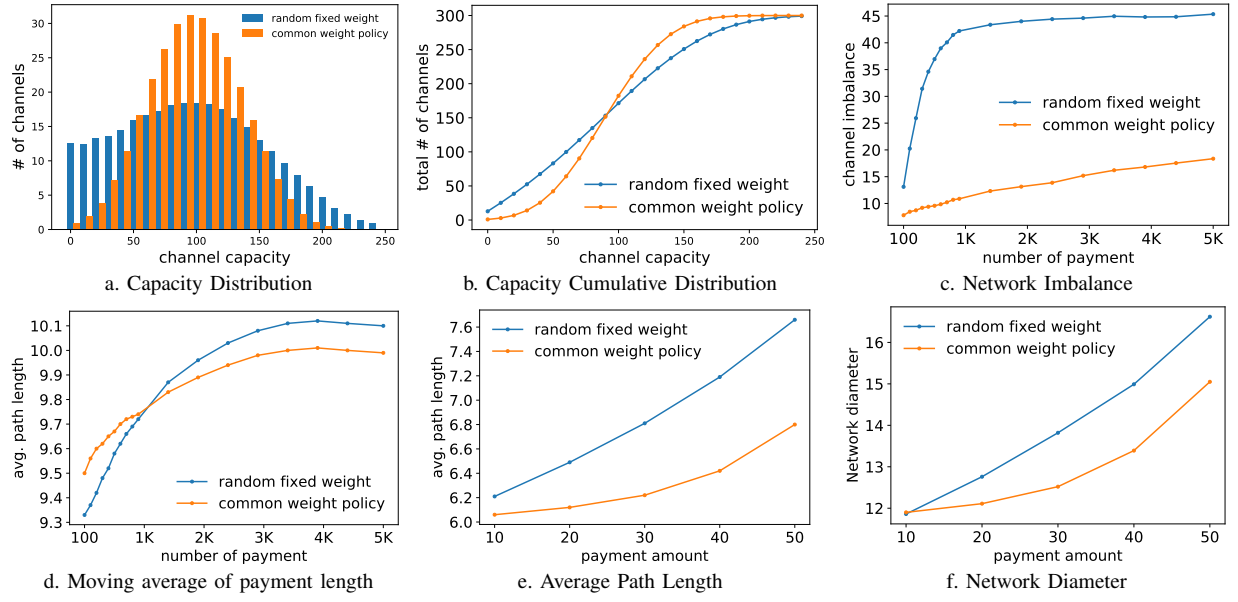 random fixed weight
common weight policy
# of channels
30
25
20
15
10
5
0
0 50 100 150 200 250
channel capacity
a. Capacity Distribution
total # of channels
300
250
200
150
100
50
0
random fixed weight
common weight policy
0 50 100 150 200 250
channel capacity
b. Capacity Cumulative Distribution
channel imbalance
45
40
35
30
25
20
15
10
random fixed weight
common weight policy
100 1K 2K 3K 4K 5K
number of payment
c. Network Imbalance
avg. path length
10.1
10.0
9.9
9.8
9.7
9.6
9.5
9.4
9.3
random fixed weight
common weight policy
100 1K 2K 3K 4K 5K
number of payment
d. Moving average of payment length
random fixed weight
common weight policy
avg. path length
7.6
7.4
7.2
7.0
6.8
6.6
6.4
6.2
6.0
10 20 30 40 50
payment amount
e. Average Path Length
random fixed weight
common weight policy
Network diameter
16
15
14
13
12
10 20 30 40 50
payment amount
f. Network Diameter